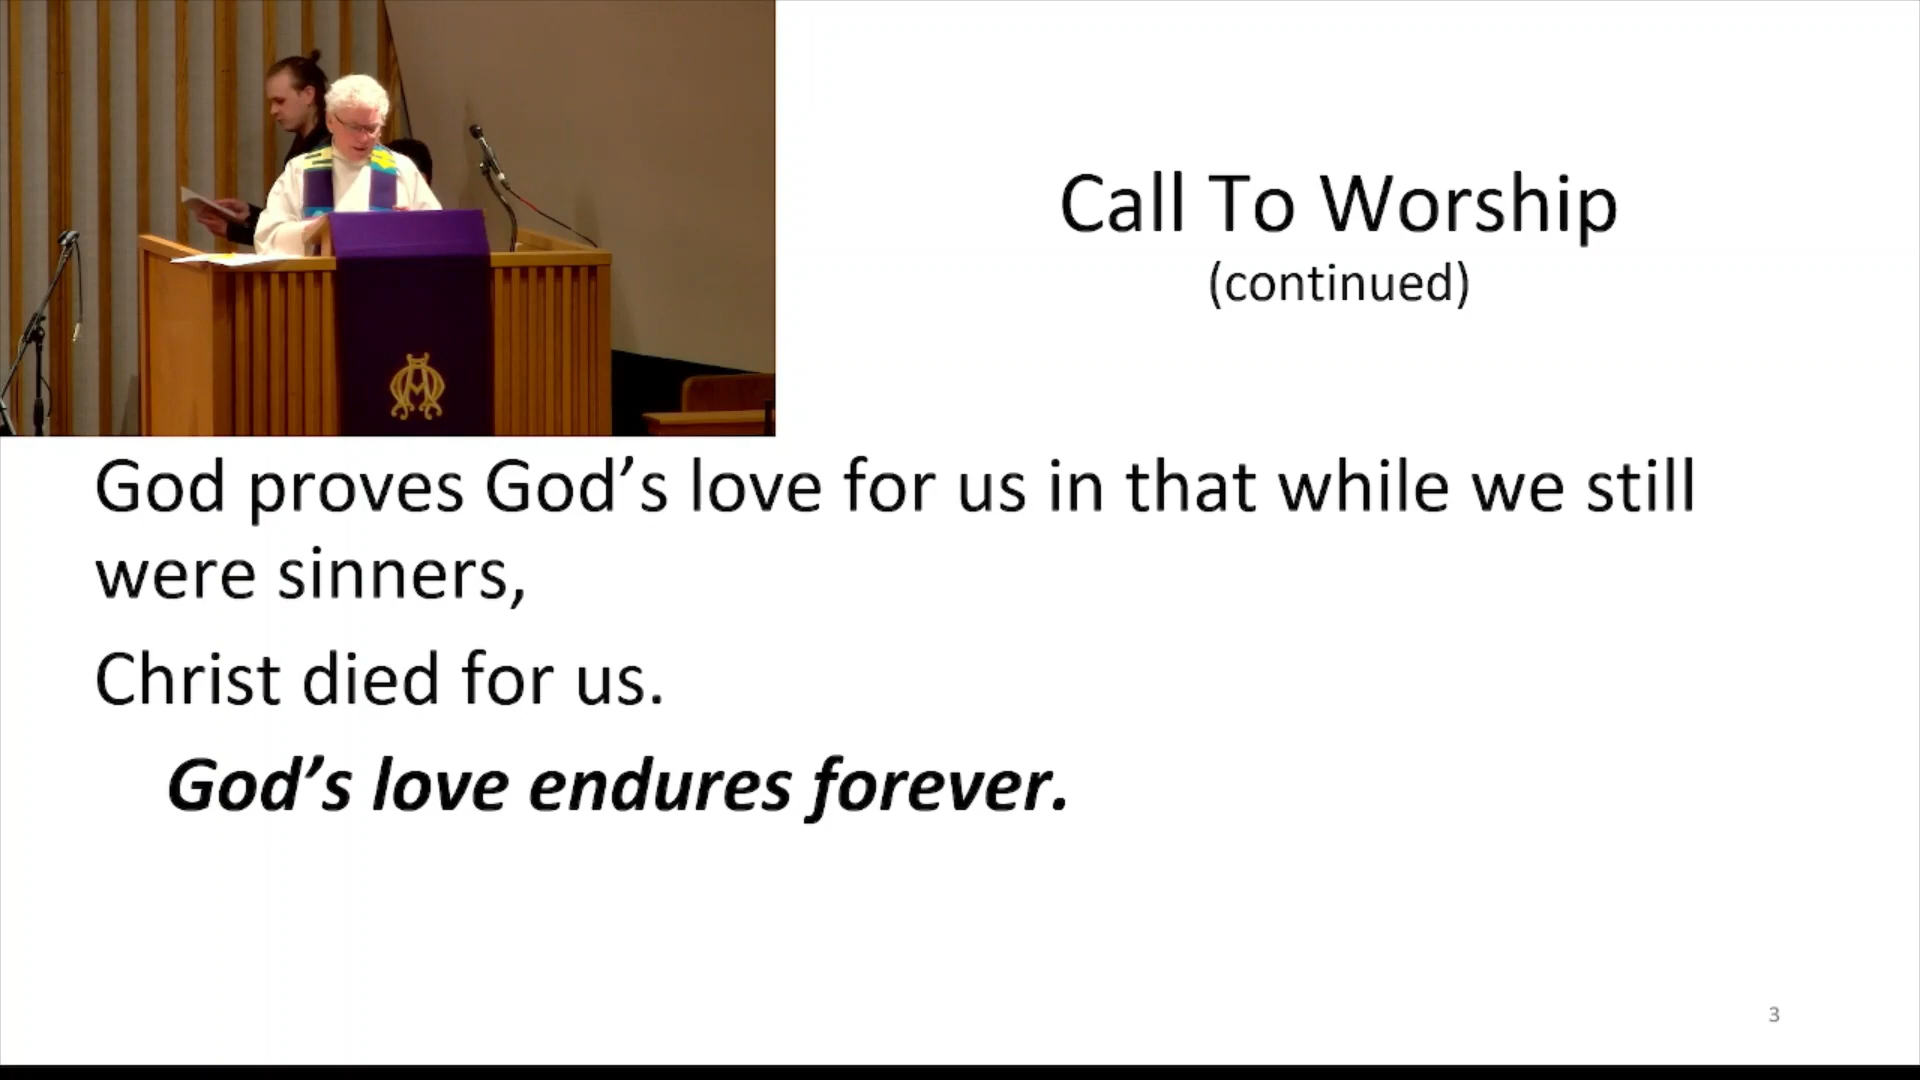 Call To Worship
(continued)
God proves God’s love for us in that while we still
were sinners,
Christ died for us.
God’s love endures forever.
3